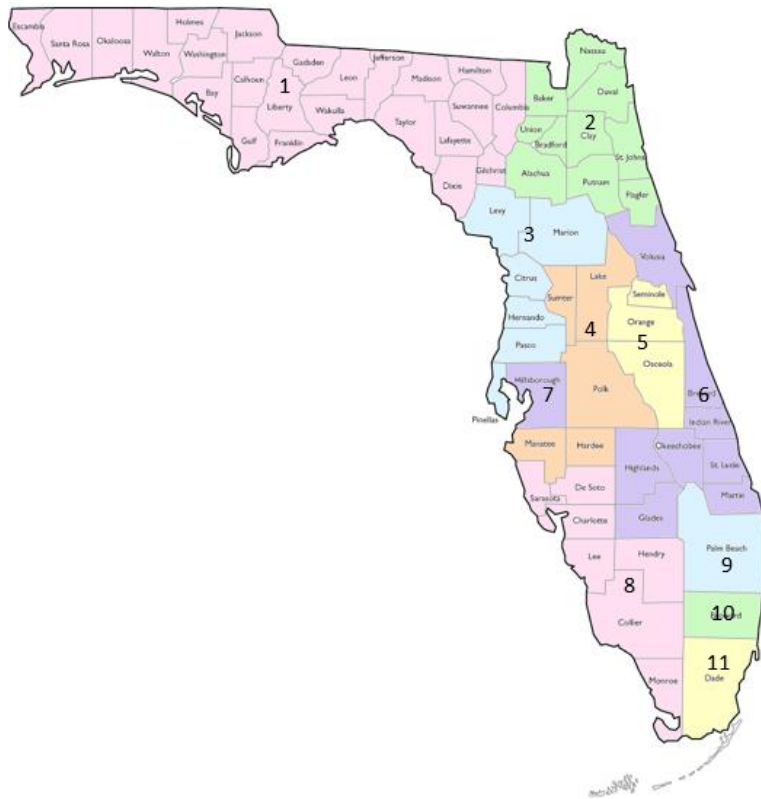 Escambia
Santa Rosa
Okaloosa
Walton
Holmes
Washington
Jackson
Bay
Calhoun
Gulf
Gadsden
1
Liberty
Franklin
Leon
Wakulla
Jefferson
Madison
Taylor
Hamilton
Suwannee
Lafayette
Dixie
Columbia
Gilchrist
Nassau
Baker
Duval
Union
Bradford
2
Clay
St. Johns
Alachua
Putnam
Flagler
Levy
3
Marion
Volusia
Citrus
Sumter
Lake
Seminole
Hernando
4
Orange
5
Pasco
Osceola
Hillsborough
7
Polk
6
Pinellas
Indian River
Manatee
Hardee
Highlands
Okeechobee
St. Lucie
Sarasota
De Soto
Martin
Charlotte
Glades
Lee
Hendry
Palm Beach
9
8
Collier
10
11
Monroe
Dade